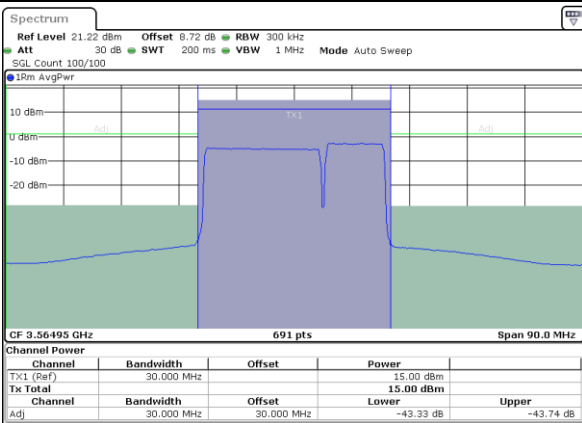 Spectrum
Ref Level 21.22 dBm Offset 8.72 dB RBW 300 kHz
Att 30 dB SWT 200 ms VBW 1 MHz Mode Auto Sweep
SGL Count 100/100
1Rm AvgPwr
10 dBm
TX1
Adj Adj
0 dBm
-10 dBm
-20 dBm
CF 3.56495 GHz 691 pts Span 90.0 MHz
Channel Power
Channel Bandwidth Offset Power
TX1 (Ref) 30.000 MHz 15.00 dBm
Tx Total 15.00 dBm
Channel Bandwidth Offset Lower Upper
Adj 30.000 MHz 30.000 MHz -43.33 dB -43.74 dB